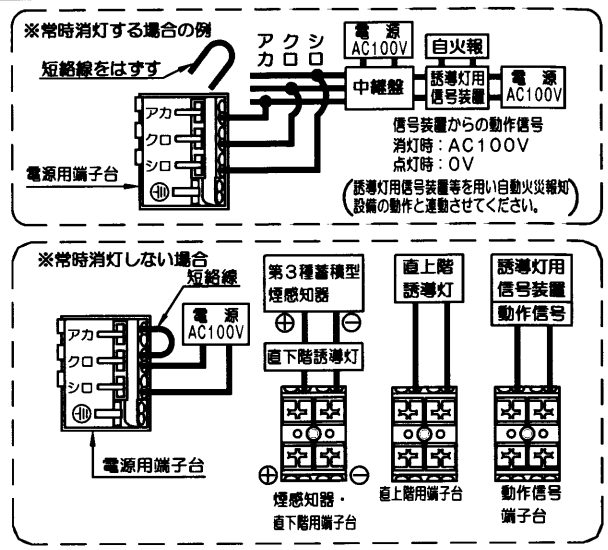 ※常時消灯する場合の例
短絡線をはずす
アカ
クロ
シロ
電源用端子台
ア ク シ
カ ロ ロ
電源
AC100V
自火報
中継盤
誘導灯用
信号装置
電源
AC100V
信号装置からの動作信号
消灯時：AC100V
点灯時：0V
(誘導灯用信号装置等を用い自動火災報知
設備の動作と連動させてください。)
※常時消灯しない場合
短絡線
アカ
クロ
シロ
電源
AC100V
電源用端子台
第3種蓄積型
煙感知器
⊕ ⊖
直下階誘導灯
⊕ ⊖
煙感知器・
直下階用端子台
直上階
誘導灯
直上階用端子台
誘導灯用
信号装置
動作信号
動作信号
端子台